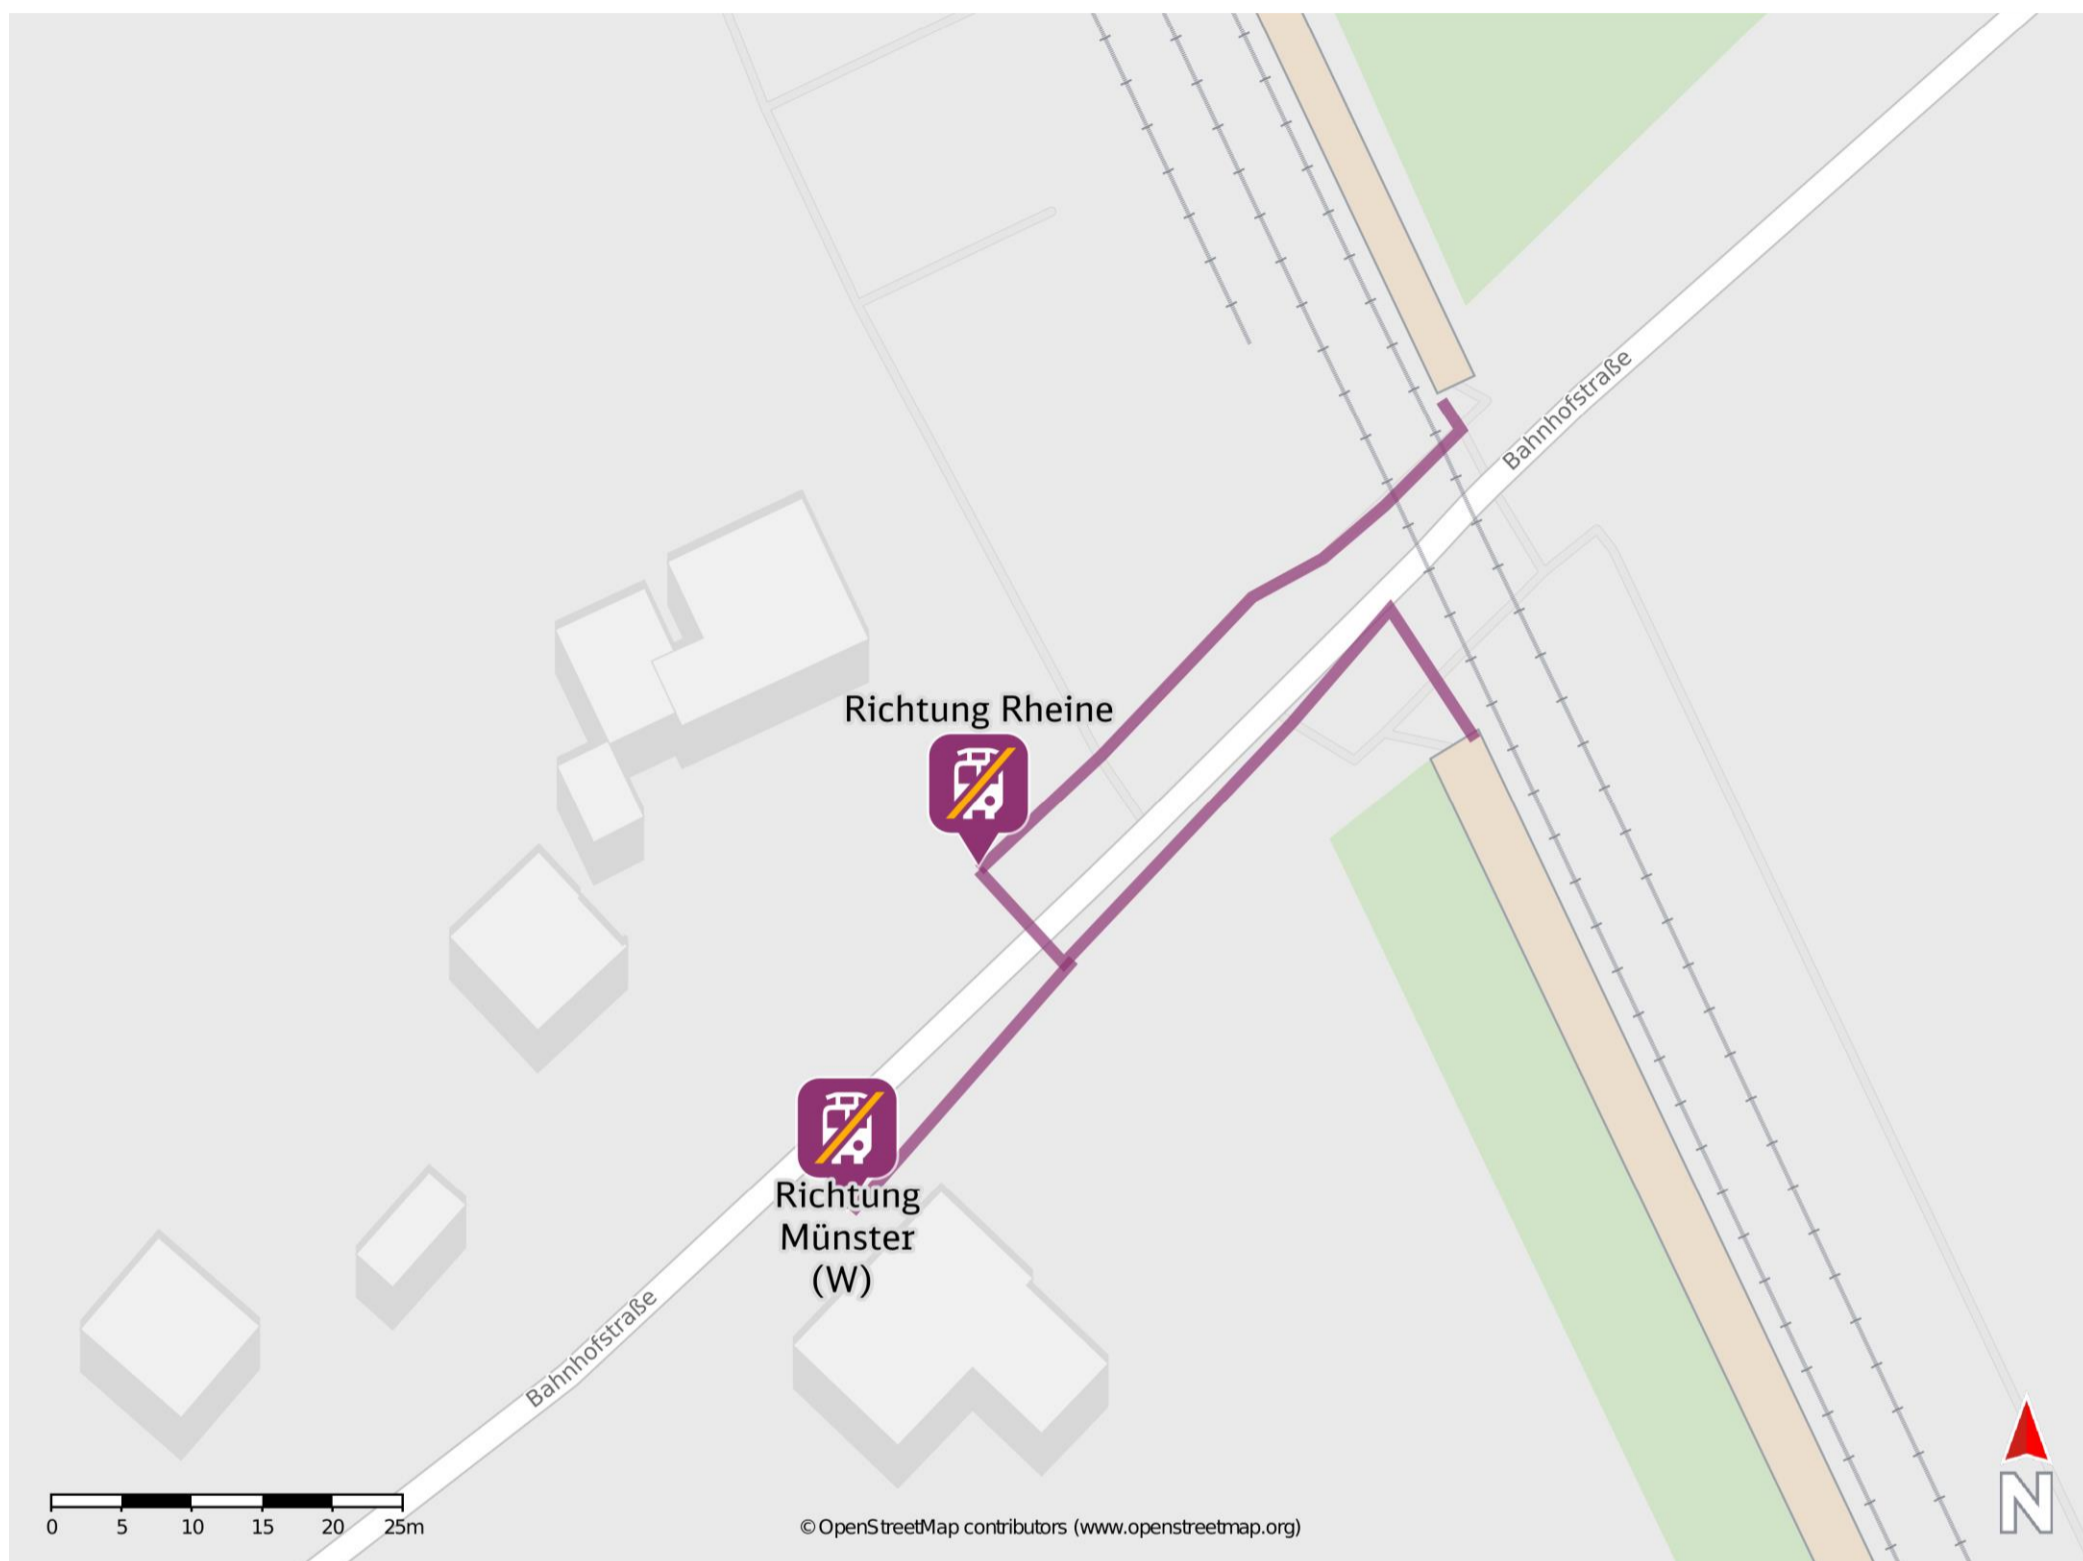 Bahnhofstraße
Richtung Rheine
Richtung
Münster
(W)
Bahnhofstraße
0 5 10 15 20 25m
© OpenStreetMap contributors (www.openstreetmap.org)
N